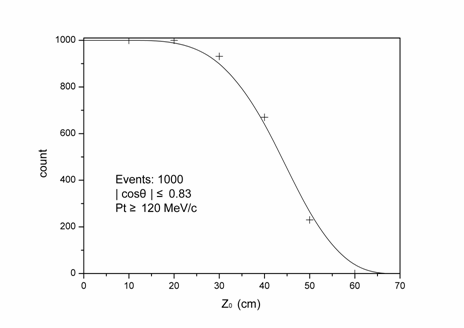 1000
800
600
400
200
0
count
Events: 1000
| cosθ | ≤ 0.83
Pt ≥ 120 MeV/c
0 10 20 30 40 50 60 70
Z₀ (cm)